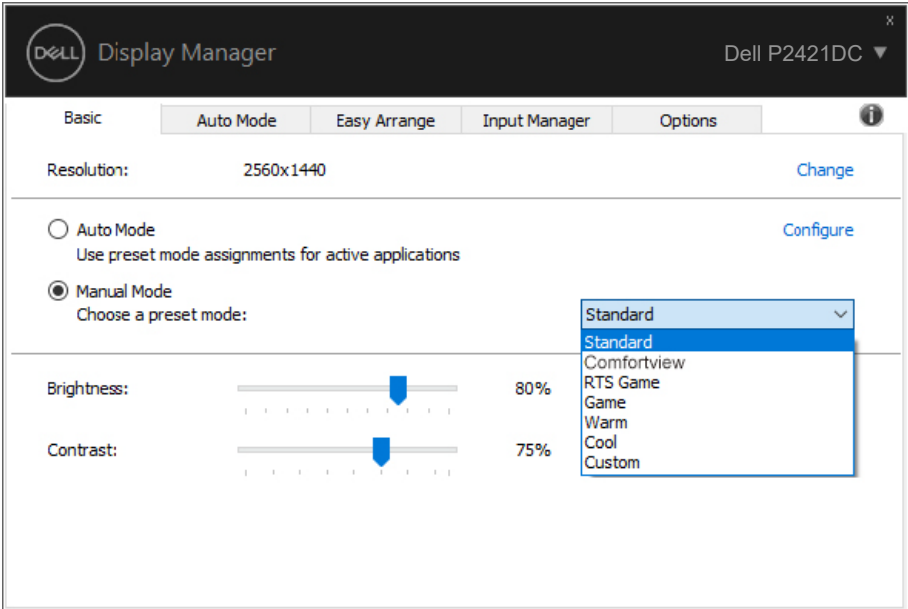 x
DELL Display Manager
Dell P2421DC
Basic
Auto Mode
Easy Arrange
Input Manager
Options
Resolution: 2560x1440 Change
Auto Mode Configure
Use preset mode assignments for active applications
Manual Mode
Choose a preset mode: Standard
Standard
Comfortview
RTS Game
Game
Warm
Cool
Custom
Brightness: 80%
Contrast: 75%